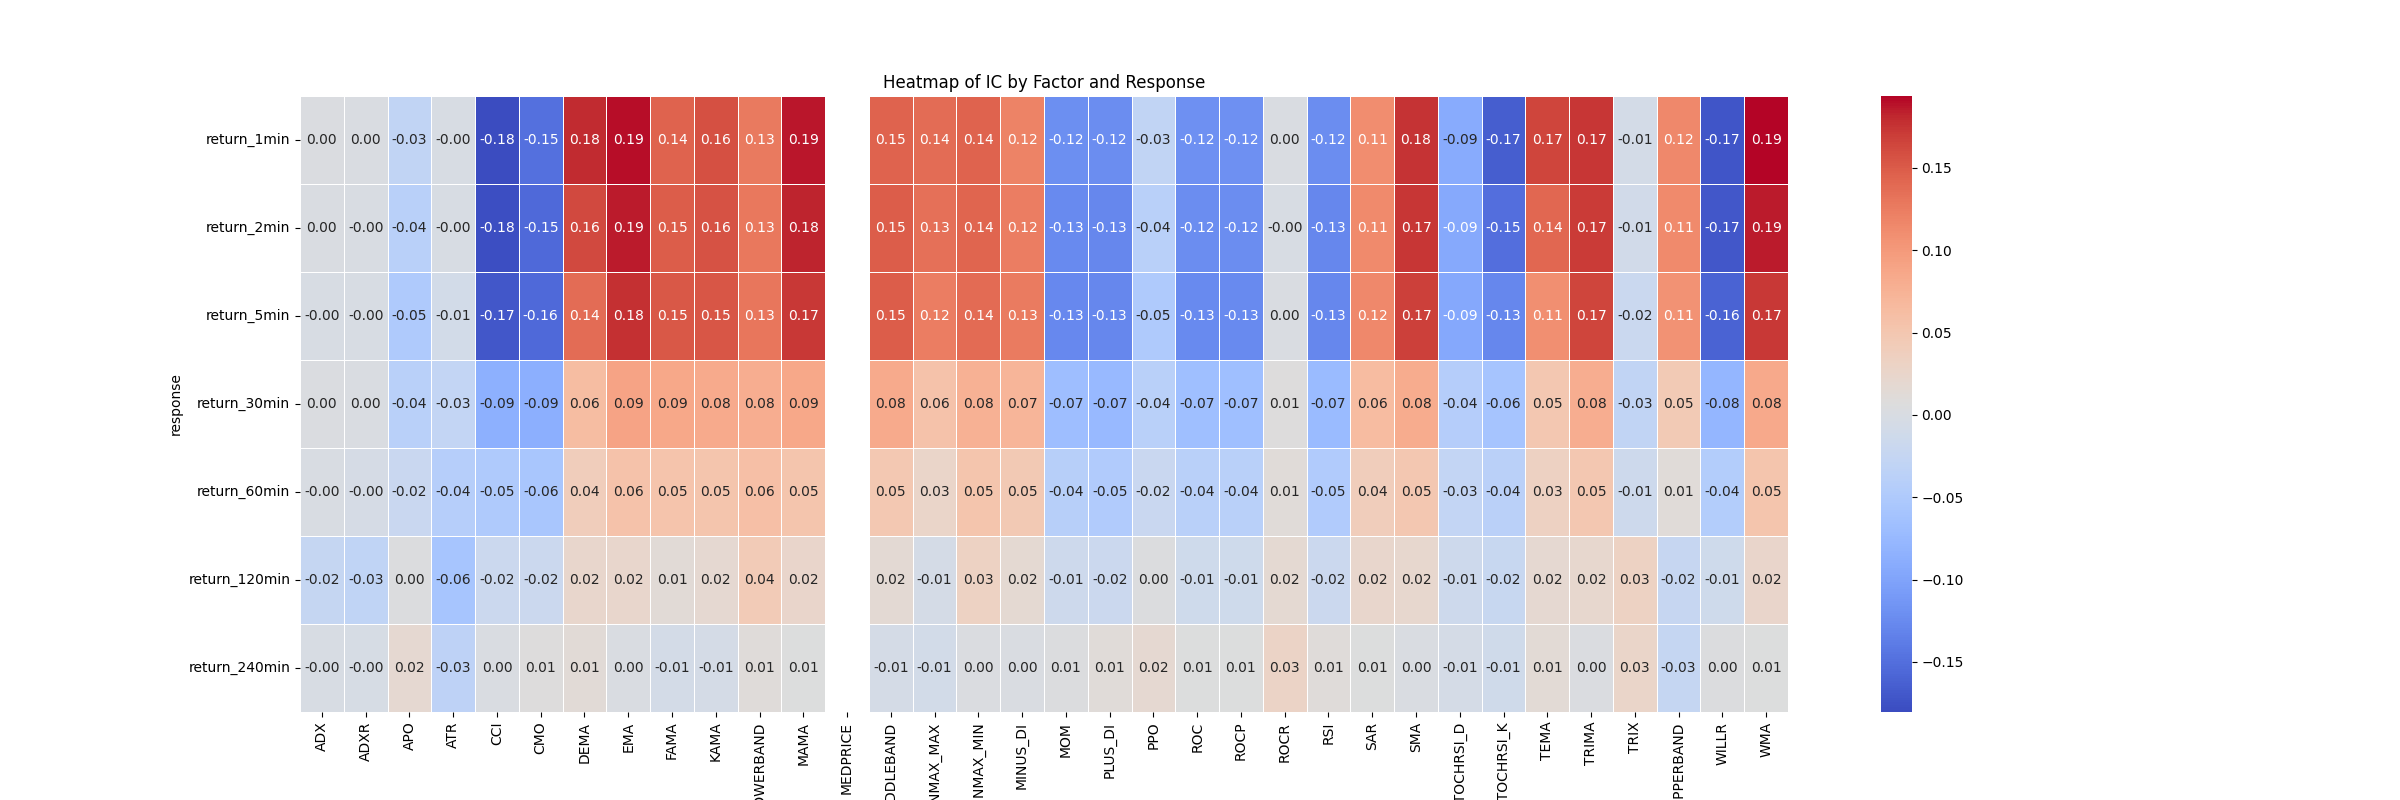 Heatmap of IC by Factor and Response
response
return_1min 0.00 0.00 -0.03 -0.00 -0.18 -0.15 0.18 0.19 0.14 0.16 0.13 0.19 0.15 0.14 0.14 0.12 -0.12 -0.12 -0.03 -0.12 -0.12 0.00 -0.12 0.11 0.18 -0.09 -0.17 0.17 0.17 -0.01 0.12 -0.17 0.19
return_2min 0.00 -0.00 -0.04 -0.00 -0.18 -0.15 0.16 0.19 0.15 0.16 0.13 0.18 0.15 0.13 0.14 0.12 -0.13 -0.13 -0.04 -0.12 -0.12 -0.00 -0.13 0.11 0.17 -0.09 -0.15 0.14 0.17 -0.01 0.11 -0.17 0.19
return_5min -0.00 -0.00 -0.05 -0.01 -0.17 -0.16 0.14 0.18 0.15 0.15 0.13 0.17 0.15 0.12 0.14 0.13 -0.13 -0.13 -0.05 -0.13 -0.13 0.00 -0.13 0.12 0.17 -0.09 -0.13 0.11 0.17 -0.02 0.11 -0.16 0.17
return_30min 0.00 0.00 -0.04 -0.03 -0.09 -0.09 0.06 0.09 0.09 0.08 0.08 0.09 0.08 0.06 0.08 0.07 -0.07 -0.07 -0.04 -0.07 -0.07 0.01 -0.07 0.06 0.08 -0.04 -0.06 0.05 0.08 -0.03 0.05 -0.08 0.08
return_60min -0.00 -0.00 -0.02 -0.04 -0.05 -0.06 0.04 0.06 0.05 0.05 0.06 0.05 0.05 0.03 0.05 0.05 -0.04 -0.05 -0.02 -0.04 -0.04 0.01 -0.05 0.04 0.05 -0.03 -0.04 0.03 0.05 -0.01 0.01 -0.04 0.05
return_120min -0.02 -0.03 0.00 -0.06 -0.02 -0.02 0.02 0.02 0.01 0.02 0.04 0.02 0.02 -0.01 0.03 0.02 -0.01 -0.02 0.00 -0.01 -0.01 0.02 -0.02 0.02 0.02 -0.01 -0.02 0.02 0.02 0.03 -0.02 -0.01 0.02
return_240min -0.00 -0.00 0.02 -0.03 0.00 0.01 0.01 0.00 -0.01 -0.01 0.01 0.01 -0.01 -0.01 0.00 0.00 0.01 0.01 0.02 0.01 0.01 0.03 0.01 0.01 0.00 -0.01 -0.01 0.01 0.00 0.03 -0.03 0.00 0.01
ADX
ADXR
APO
ATR
CCI
CMO
DEMA
EMA
FAMA
KAMA
OWERBAND
MAMA
MEDPRICE
DDLEBAND
NMAX_MAX
NMAX_MIN
MINUS_DI
MOM
PLUS_DI
PPO
ROC
ROCP
ROCR
RSI
SAR
SMA
TOCHRSI_D
TOCHRSI_K
TEMA
TRIMA
TRIX
PPERBAND
WILLR
WMA
0.15
0.10
0.05
0.00
−0.05
−0.10
−0.15